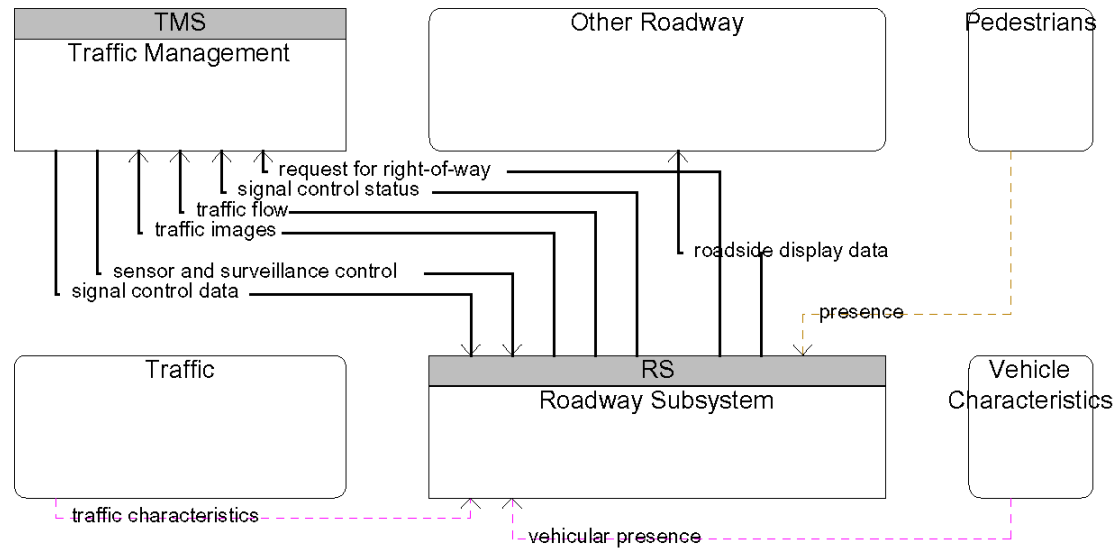 TMS
Traffic Management
Other Roadway
Pedestrians
request for right-of-way
signal control status
traffic flow
traffic images
roadside display data
sensor and surveillance control
signal control data
presence
Traffic
RS
Roadway Subsystem
Vehicle
Characteristics
traffic characteristics
vehicular presence